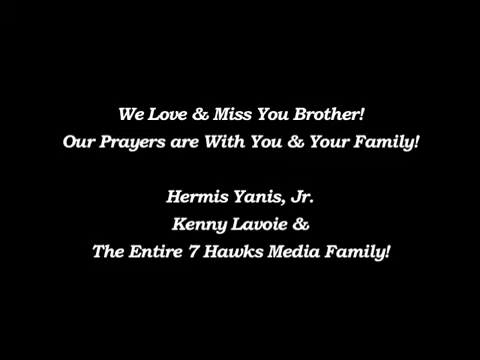 We Love & Miss You Brother!
Our Prayers are With You & Your Family!
Hermis Yanis, Jr.
Kenny Lavoie &
The Entire 7 Hawks Media Family!